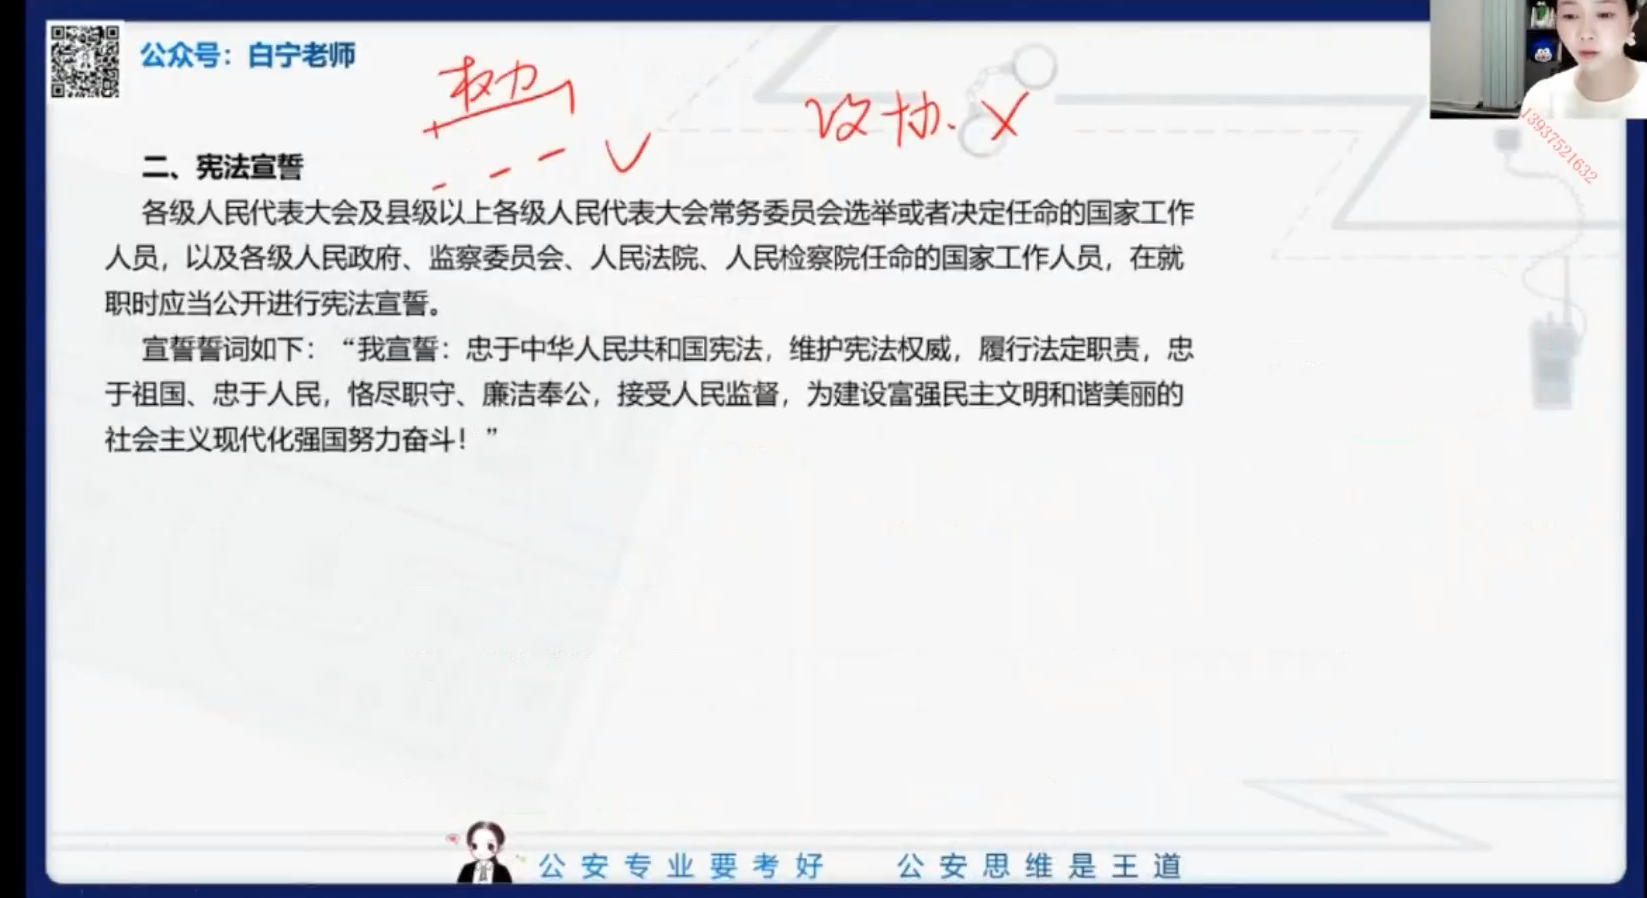 公众号：白宁老师
权力
政协. ×
13937521632
二、宪法宣誓
各级人民代表大会及县级以上各级人民代表大会常务委员会选举或者决定任命的国家工作
人员，以及各级人民政府、监察委员会、人民法院、人民检察院任命的国家工作人员，在就
职时应当公开进行宪法宣誓。
宣誓誓词如下：“我宣誓：忠于中华人民共和国宪法，维护宪法权威，履行法定职责，忠
于祖国、忠于人民，恪尽职守、廉洁奉公，接受人民监督，为建设富强民主文明和谐美丽的
社会主义现代化强国努力奋斗！”
公安专业要考好 公安思维是王道